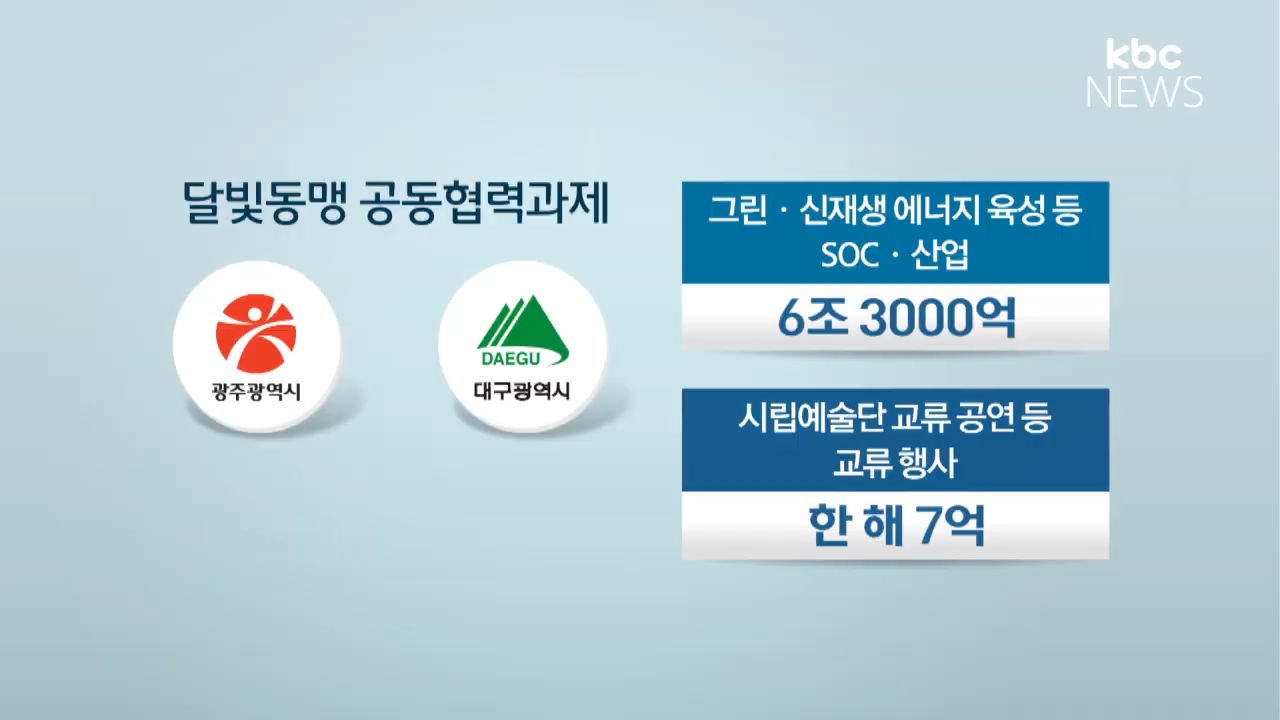 kbc
NEWS
달빛동맹 공동협력과제
광주광역시
DAEGU
대구광역시
그린 · 신재생 에너지 육성 등
SOC · 산업
6조 3000억
시립예술단 교류 공연 등
교류 행사
한 해 7억